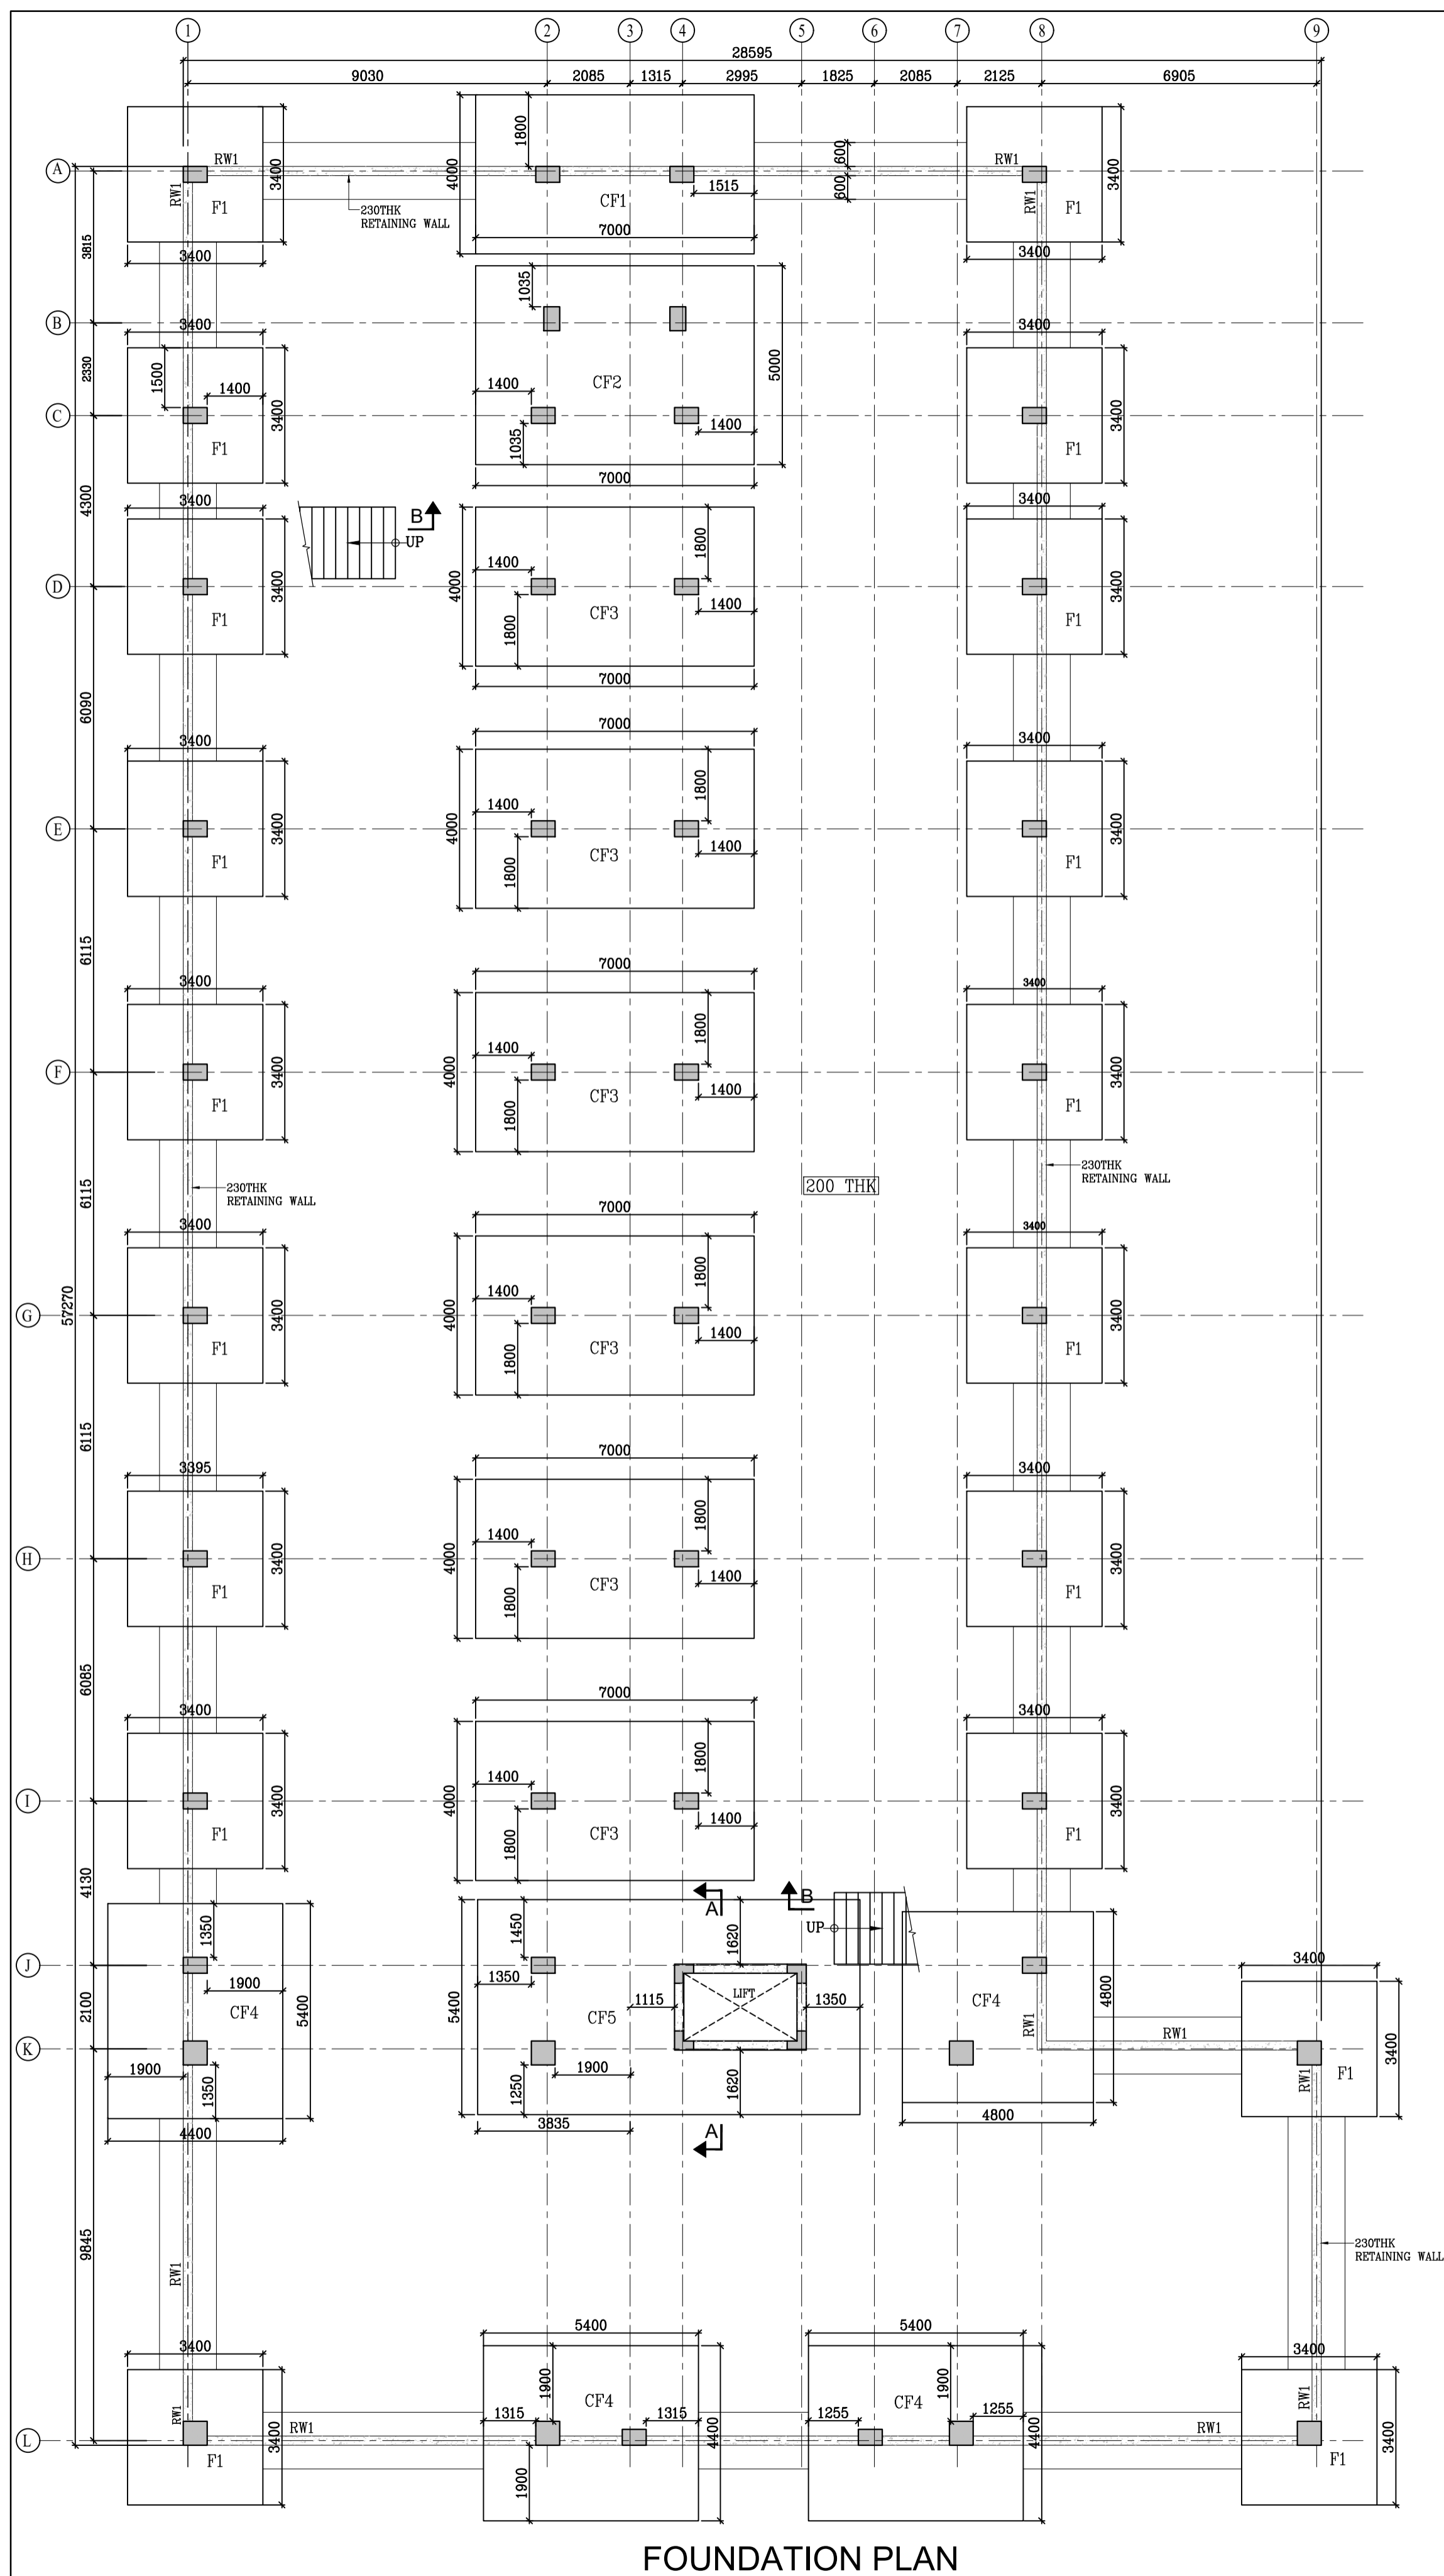 1 2 3 4 5 6 7 8 9
28595
9030 2085 1315 2995 1825 2085 2125 6905
1800
600
A RW1 RW1
3400 4000 3400
RW1 F1 1515 600 RW1 F1
230THK
RETAINING WALL
CF1
3815 7000
3400 3400
1035
B
3400 3400
2330 1500 1400 1400 CF2 5000
C 3400 3400
1035 1400
F1 F1
7000
4300 3400 3400
B
UP 1800
1400
D 3400 4000 3400
F1 1800 CF3 1400 F1
7000
6090
7000
3400 3400
1800
1400
E 3400 4000 3400
F1 1800 CF3 1400 F1
6115
7000
3400 3400
1800
1400
F 3400 4000 3400
F1 1800 CF3 1400 F1
230THK
RETAINING WALL
6115 230THK
RETAINING WALL
200 THK
7000
3400 3400
1800
1400
G 57270 3400 4000 3400
F1 1800 CF3 1400 F1
6115
7000
3395 3400
1800
1400
H 3400 4000 3400
F1 1800 CF3 1400 F1
6085
7000
3400 3400
1800
1400
I 3400 4000 3400
F1 1800 CF3 1400 F1
4130
A B
1350 1450 1620 UP
J 3400
1900 1350 LIFT
2100 CF4 5400 5400 CF5 1115 1350 CF4 4800
RW1 RW1
K 3400
1900 1350 1250 1900 1620 RW1 F1
4400 3835 4800
A
9845
RW1 230THK
RETAINING WALL
5400 5400
3400 3400
1900 CF4 1900 CF4
RW1 1315 1315 1255 1255 RW1
L RW1 3400 4400 4400 RW1 3400
F1 F1
1900
FOUNDATION PLAN